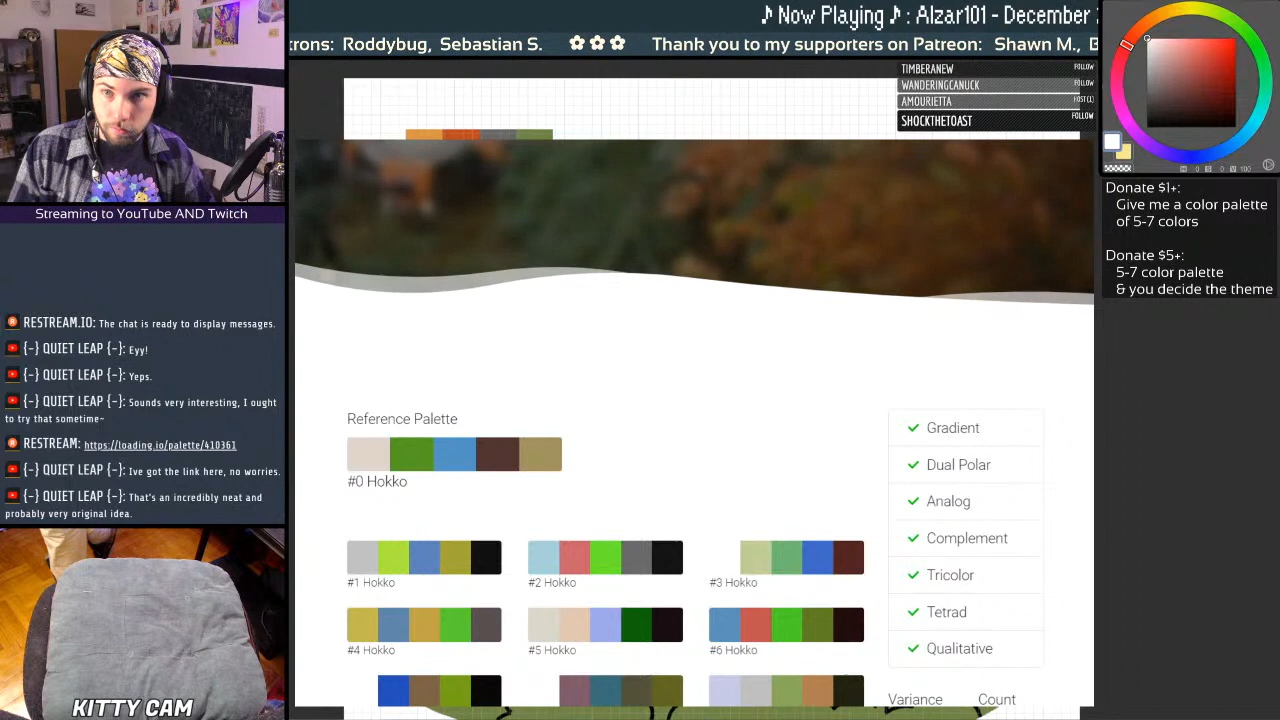 ♪ Now Playing ♪ : Alzar101 - December
krons: Roddybug, Sebastian S. ✿ ✿ ✿ Thank you to my supporters on Patreon: Shawn M., B
TIMBERANEW FOLLOW
WANDERINGCANUCK FOLLOW
AMOURIETTA HOST(1)
SHOCKTHETOAST FOLLOW
H 0 S 0 V 100
Donate $1+:
Give me a color palette
of 5-7 colors
Donate $5+:
5-7 color palette
& you decide the theme
Streaming to YouTube AND Twitch
RESTREAM.IO: The chat is ready to display messages.
{-} QUIET LEAP {-}: Eyy!
{-} QUIET LEAP {-}: Yeps.
{-} QUIET LEAP {-}: Sounds very interesting, I ought
to try that sometime~
RESTREAM: https://loading.io/palette/410361
{-} QUIET LEAP {-}: Ive got the link here, no worries.
{-} QUIET LEAP {-}: That's an incredibly neat and
probably very original idea.
KITTY CAM
Reference Palette
#0 Hokko
#1 Hokko
#2 Hokko
#3 Hokko
#4 Hokko
#5 Hokko
#6 Hokko
Gradient
Dual Polar
Analog
Complement
Tricolor
Tetrad
Qualitative
Variance Count